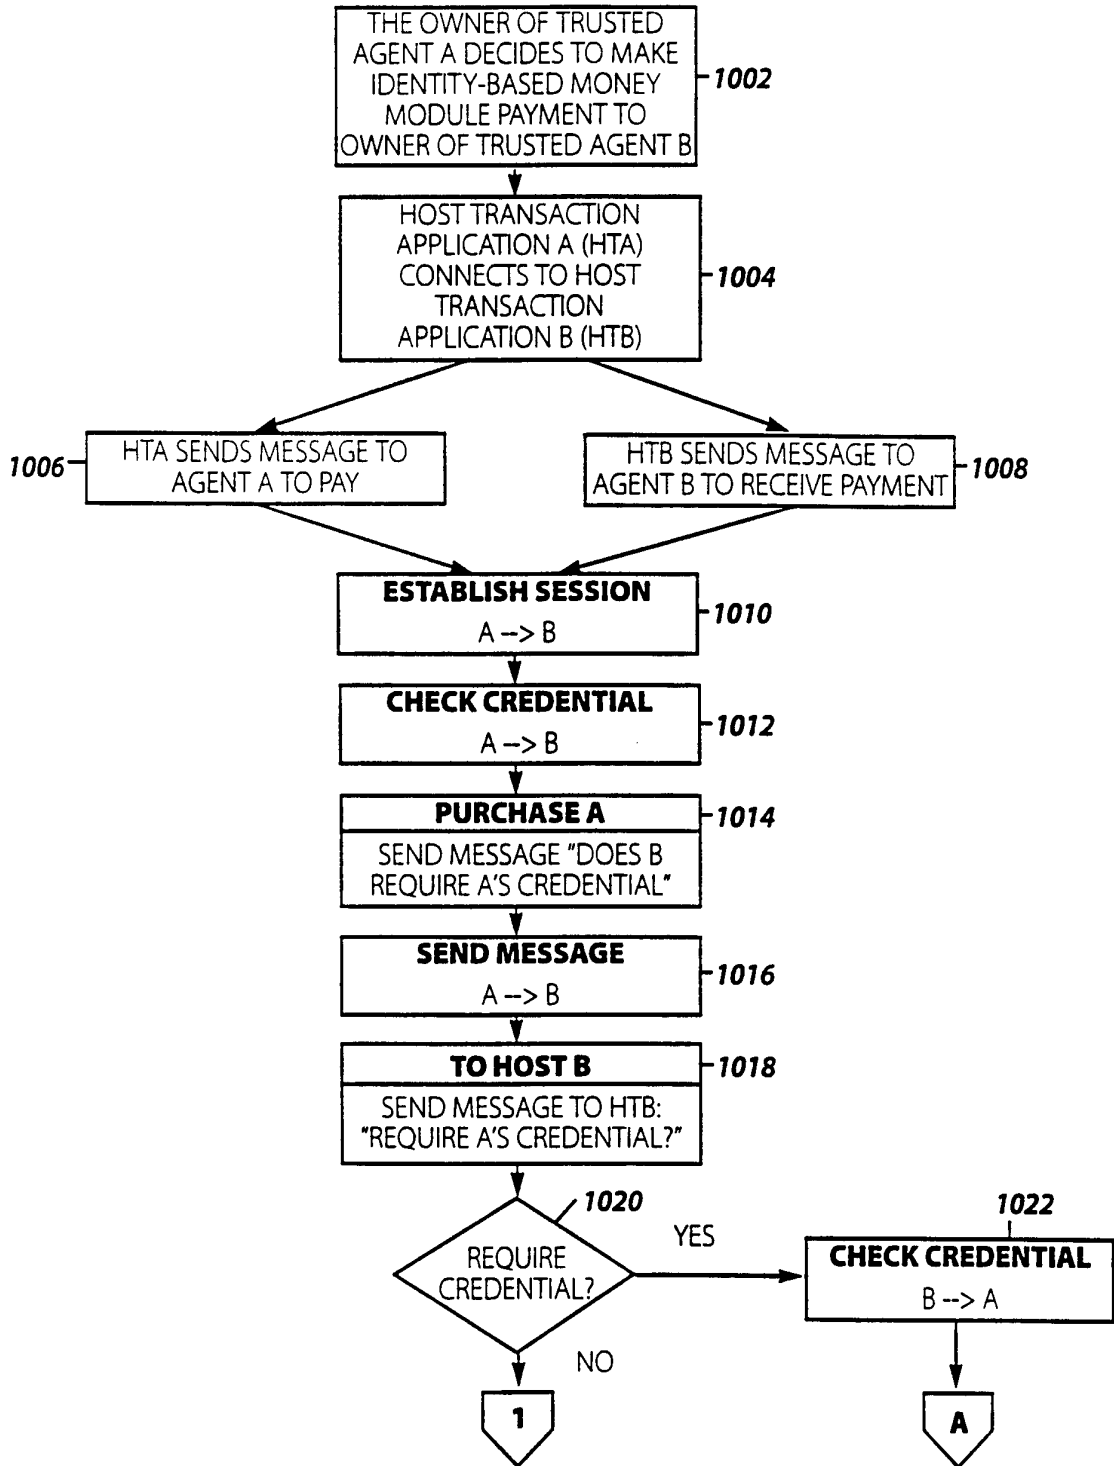 THE OWNER OF TRUSTED
AGENT A DECIDES TO MAKE
IDENTITY-BASED MONEY
MODULE PAYMENT TO
OWNER OF TRUSTED AGENT B
1002
HOST TRANSACTION
APPLICATION A (HTA)
CONNECTS TO HOST
TRANSACTION
APPLICATION B (HTB)
1004
1006
HTA SENDS MESSAGE TO
AGENT A TO PAY
HTB SENDS MESSAGE TO
AGENT B TO RECEIVE PAYMENT
1008
ESTABLISH SESSION
A --> B
1010
CHECK CREDENTIAL
A --> B
1012
PURCHASE A
1014
SEND MESSAGE "DOES B
REQUIRE A'S CREDENTIAL"
SEND MESSAGE
A --> B
1016
TO HOST B
1018
SEND MESSAGE TO HTB:
"REQUIRE A'S CREDENTIAL?"
1020
REQUIRE
CREDENTIAL?
YES
1022
CHECK CREDENTIAL
B --> A
NO
1
A